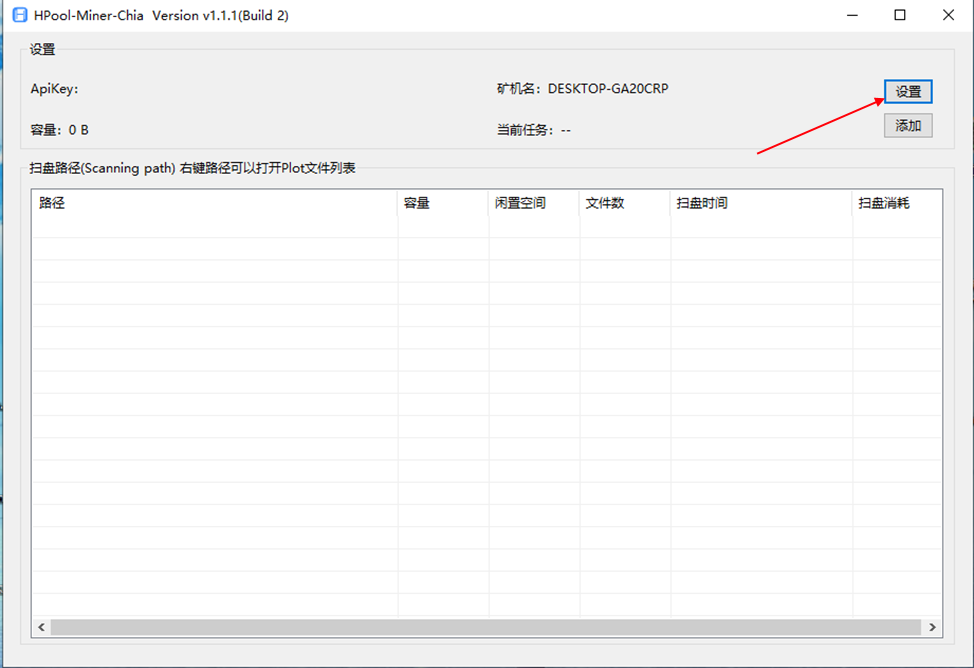 HPool-Miner-Chia Version v1.1.1(Build 2)
设置
ApiKey: 矿机名: DESKTOP-GA20CRP 设置
容量: 0 B 当前任务: -- 添加
扫盘路径(Scanning path) 右键路径可以打开Plot文件列表
路径 容量 闲置空间 文件数 扫盘时间 扫盘消耗